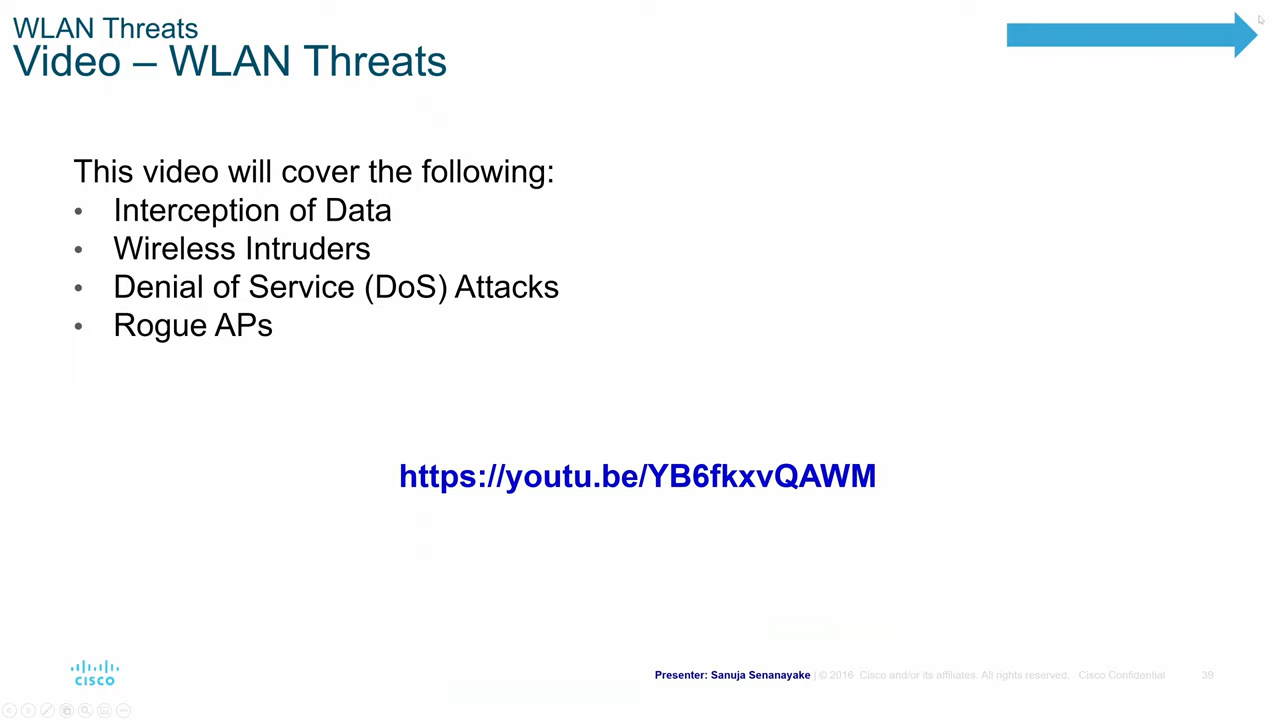 WLAN Threats
Video – WLAN Threats
This video will cover the following:
• Interception of Data
• Wireless Intruders
• Denial of Service (DoS) Attacks
• Rogue APs
https://youtu.be/YB6fkxvQAWM
CISCO
Presenter: Sanuja Senanayake | © 2016 Cisco and/or its affiliates. All rights reserved. Cisco Confidential 39